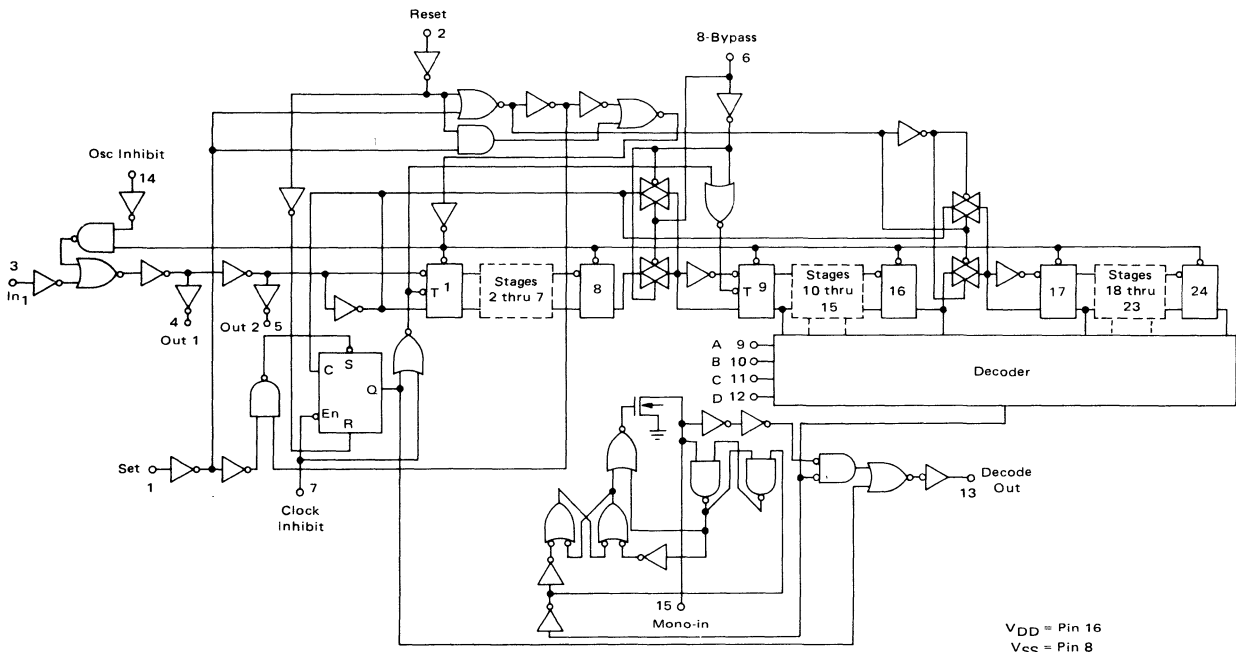 Reset
2
8-Bypass
6
Osc Inhibit
14
3
In1
4
Out 1
Out 2
5
T
1
Stages
2 thru 7
8
T
9
Stages
10 thru
15
16
17
Stages
18 thru
23
24
C
S
Q
En
R
A 9
B 10
C 11
D 12
Decoder
Set
1
7
Clock
Inhibit
13
Decode
Out
15
Mono-in
VDD = Pin 16
VSS = Pin 8